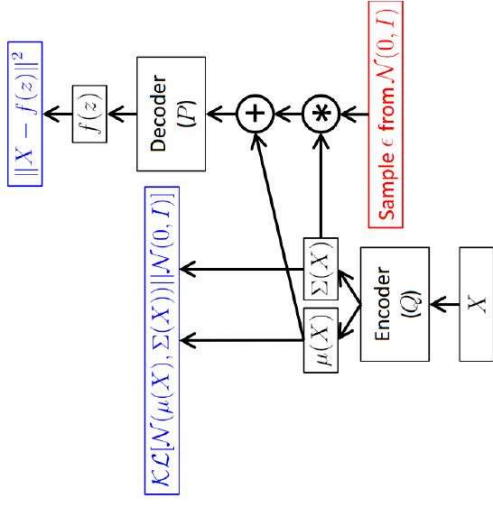 ‖X − f(z)‖²
f(z)
Decoder
(P)
+
*
Sample ϵ from 𝒩(0, I)
𝒦ℒ[𝒩(μ(X), Σ(X))||𝒩(0, I)]
μ(X)
Σ(X)
Encoder
(Q)
X